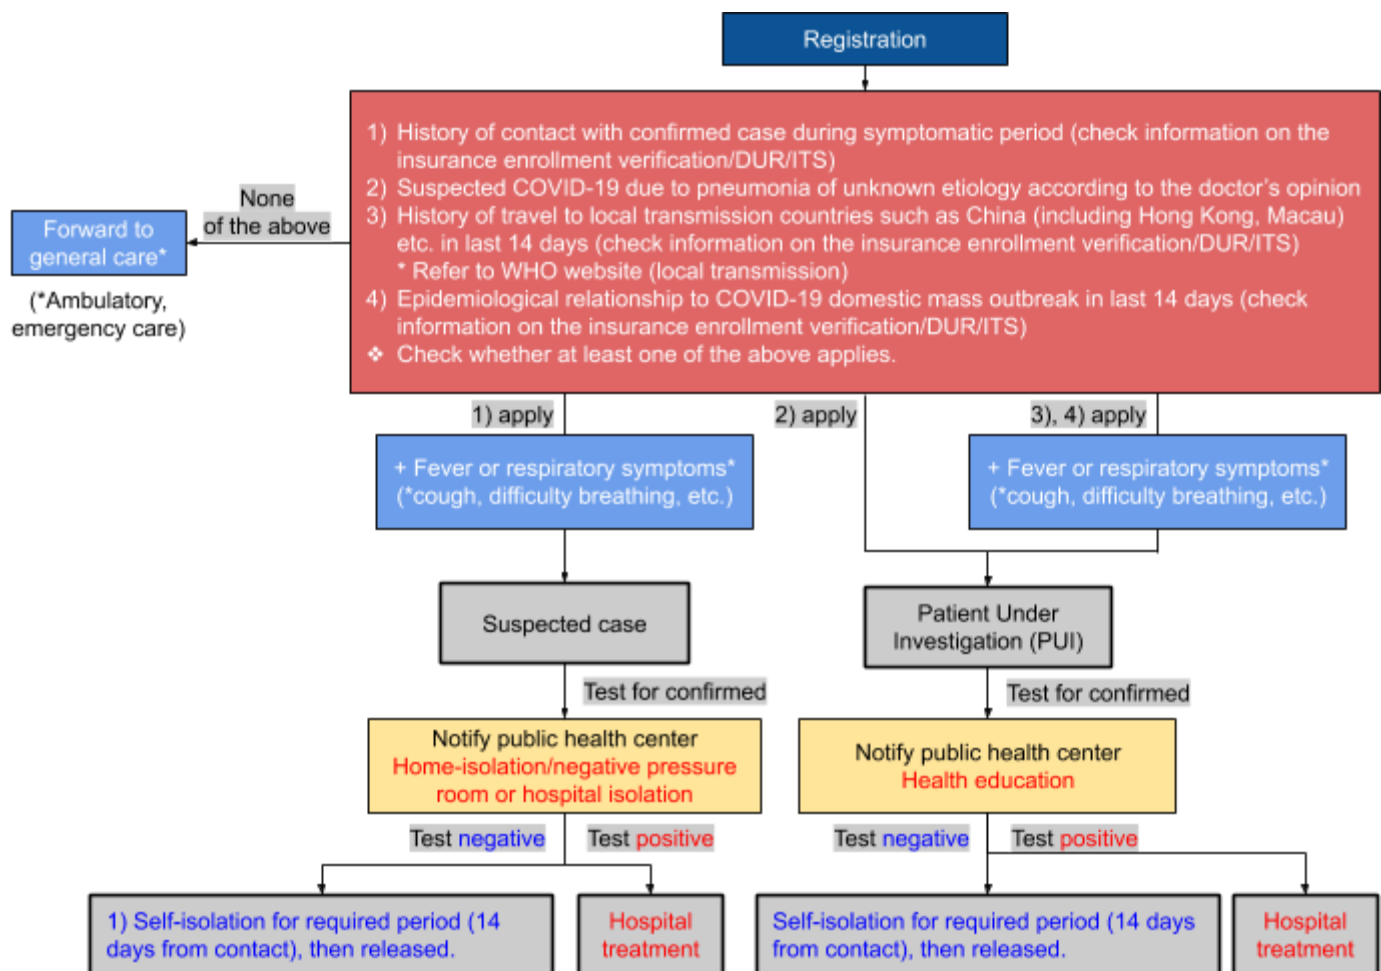 Registration
1) History of contact with confirmed case during symptomatic period (check information on the
insurance enrollment verification/DUR/ITS)
2) Suspected COVID-19 due to pneumonia of unknown etiology according to the doctor's opinion
3) History of travel to local transmission countries such as China (including Hong Kong, Macau)
etc. in last 14 days (check information on the insurance enrollment verification/DUR/ITS)
* Refer to WHO website (local transmission)
4) Epidemiological relationship to COVID-19 domestic mass outbreak in last 14 days (check
information on the insurance enrollment verification/DUR/ITS)
❖ Check whether at least one of the above applies.
None
of the above
Forward to
general care*
(*Ambulatory,
emergency care)
1) apply
2) apply
3), 4) apply
+ Fever or respiratory symptoms*
(*cough, difficulty breathing, etc.)
+ Fever or respiratory symptoms*
(*cough, difficulty breathing, etc.)
Suspected case
Patient Under
Investigation (PUI)
Test for confirmed
Test for confirmed
Notify public health center
Home-isolation/negative pressure
room or hospital isolation
Notify public health center
Health education
Test negative
Test positive
Test negative
Test positive
1) Self-isolation for required period (14
days from contact), then released.
Hospital
treatment
Self-isolation for required period (14 days
from contact), then released.
Hospital
treatment